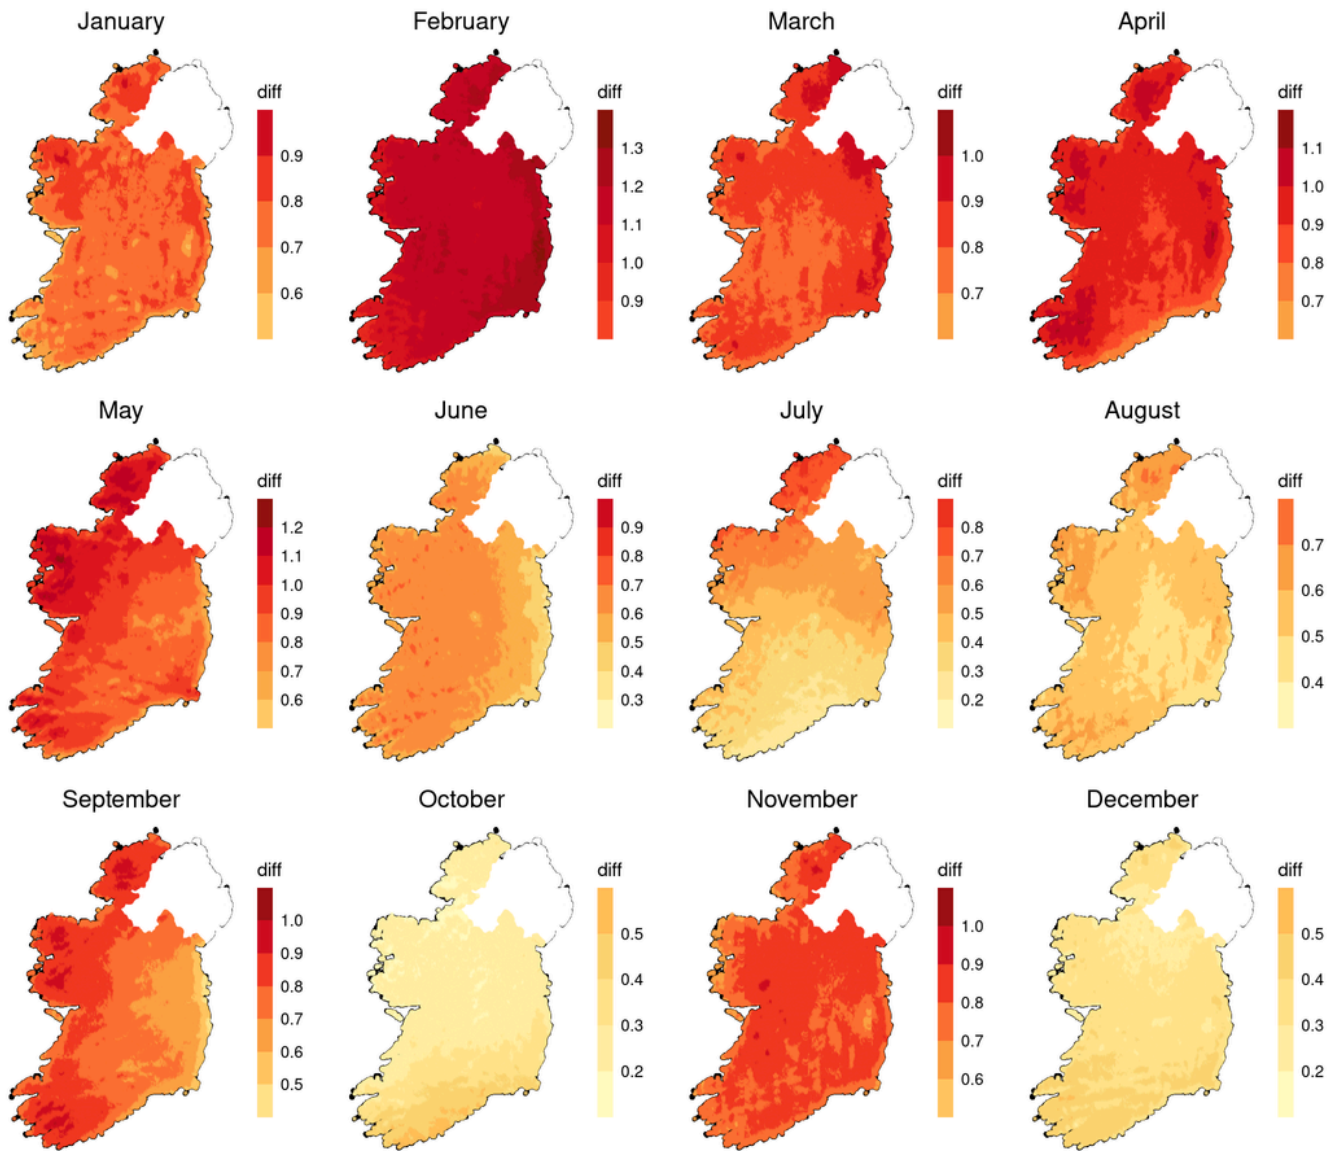 January February March April
diff diff diff diff
0.9 1.3 1.0 1.1
0.8 1.2 0.9 1.0
0.7 1.1 0.8 0.9
0.6 1.0 0.7 0.8
0.9 0.7
May June July August
diff diff diff diff
1.2 0.9 0.8 0.7
1.1 0.8 0.7 0.6
1.0 0.7 0.6 0.5
0.9 0.6 0.5 0.4
0.8 0.5 0.4
0.7 0.4 0.3
0.6 0.3 0.2
September October November December
diff diff diff diff
1.0 0.5 1.0 0.5
0.9 0.4 0.9 0.4
0.8 0.3 0.8 0.3
0.7 0.2 0.7 0.2
0.6 0.6
0.5